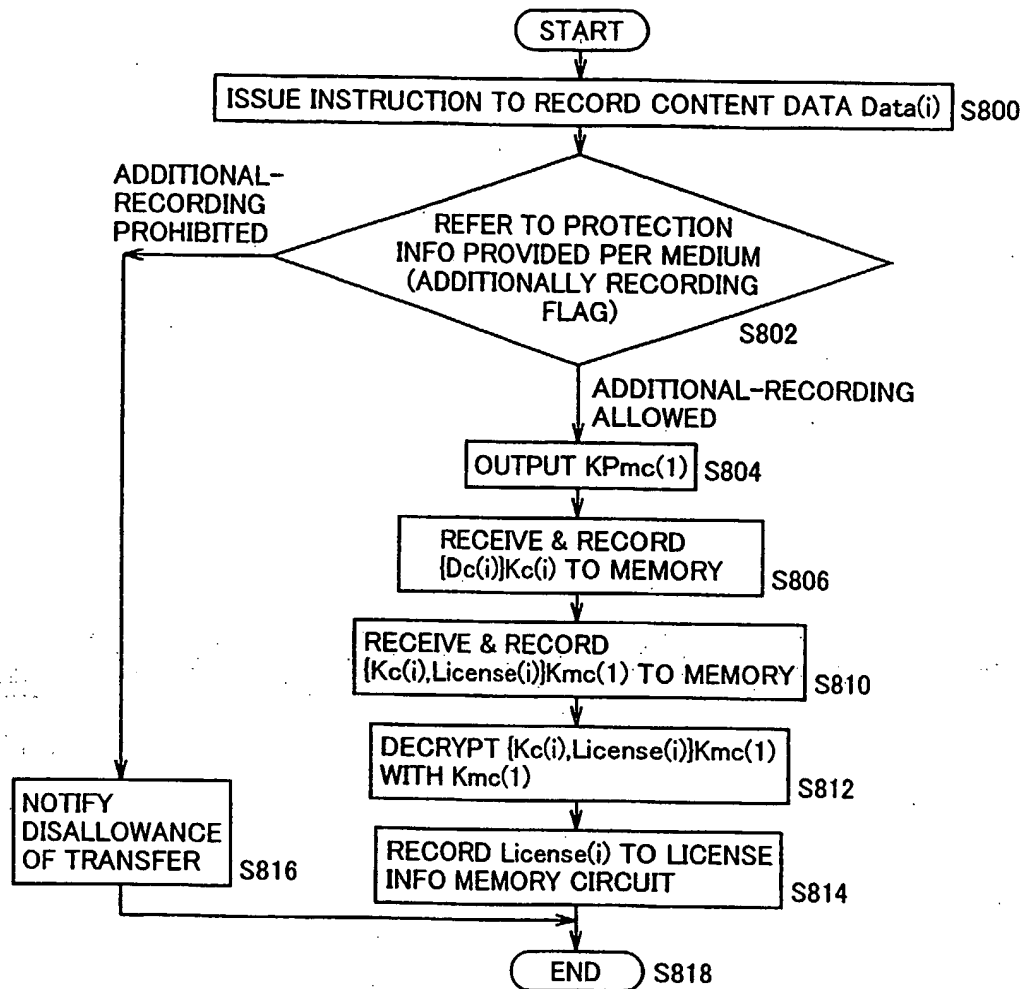 START
ISSUE INSTRUCTION TO RECORD CONTENT DATA Data(i)
S800
ADDITIONAL-
RECORDING
PROHIBITED
REFER TO PROTECTION
INFO PROVIDED PER MEDIUM
(ADDITIONALLY RECORDING
FLAG)
S802
ADDITIONAL-RECORDING
ALLOWED
OUTPUT KPmc(1)
S804
RECEIVE & RECORD
{Dc(i)}Kc(i) TO MEMORY
S806
RECEIVE & RECORD
{Kc(i),License(i)}Kmc(1) TO MEMORY
S810
DECRYPT {Kc(i),License(i)}Kmc(1)
WITH Kmc(1)
S812
NOTIFY
DISALLOWANCE
OF TRANSFER
S816
RECORD License(i) TO LICENSE
INFO MEMORY CIRCUIT
S814
END
S818